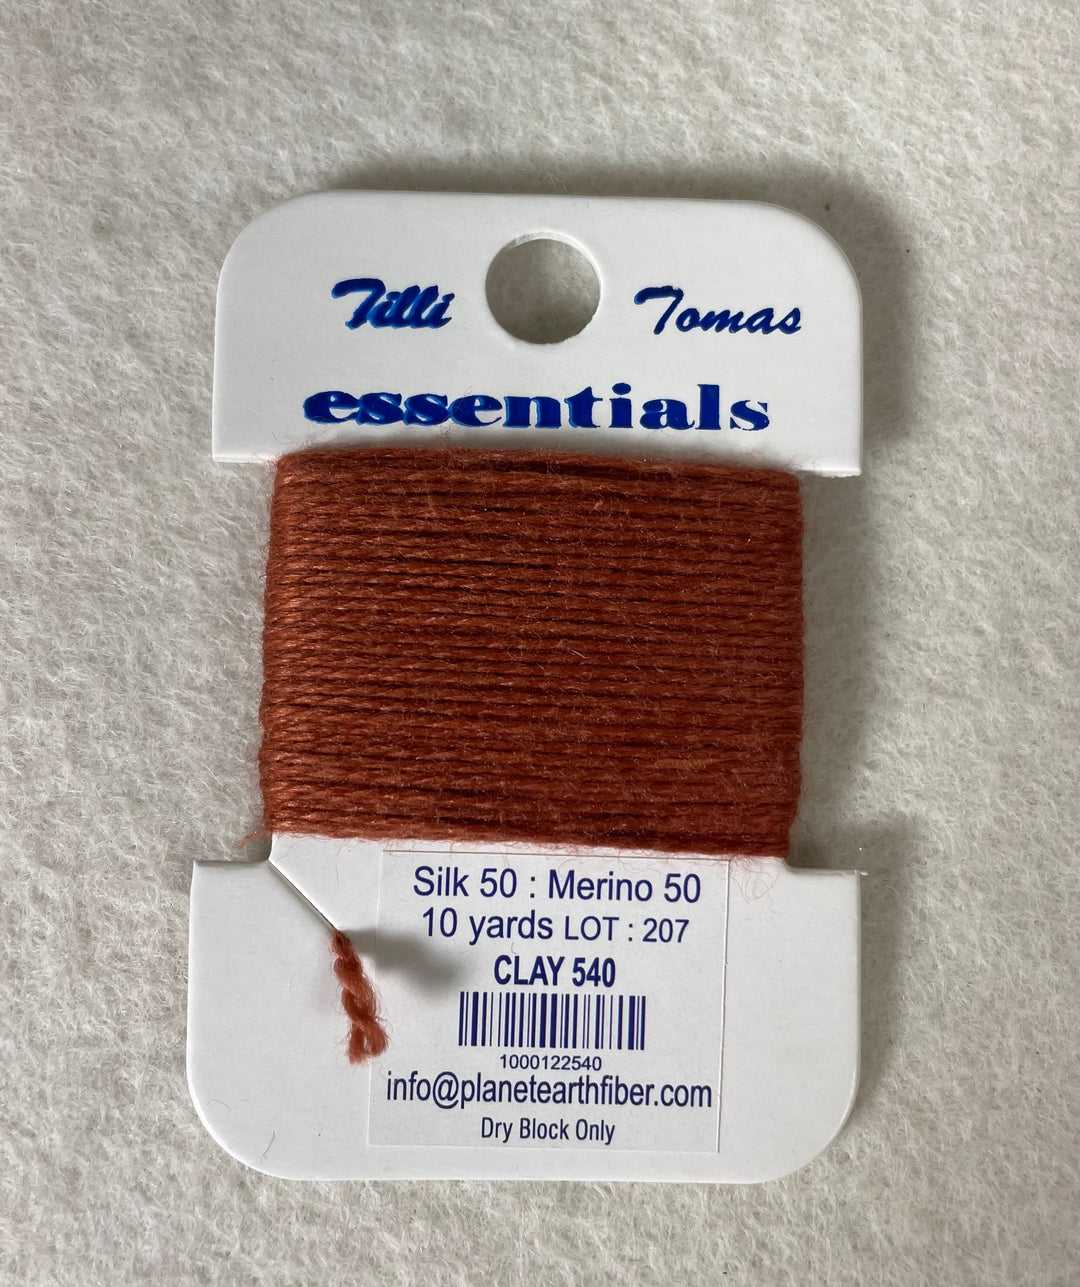 Tilli Tomas
essentials
Silk 50 : Merino 50
10 yards LOT : 207
CLAY 540
1000122540
info@planetearthfiber.com
Dry Block Only